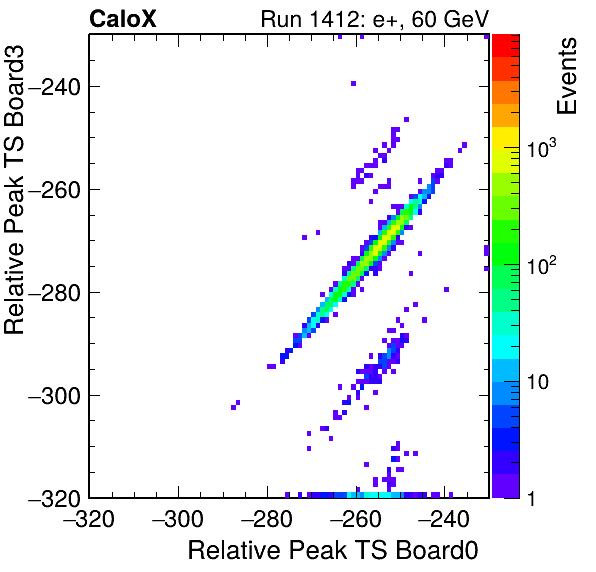 CaloX Run 1412: e+, 60 GeV
Relative Peak TS Board3
Events
−240
−260
−280
−300
−320
10³
10²
10
1
−320 −300 −280 −260 −240
Relative Peak TS Board0